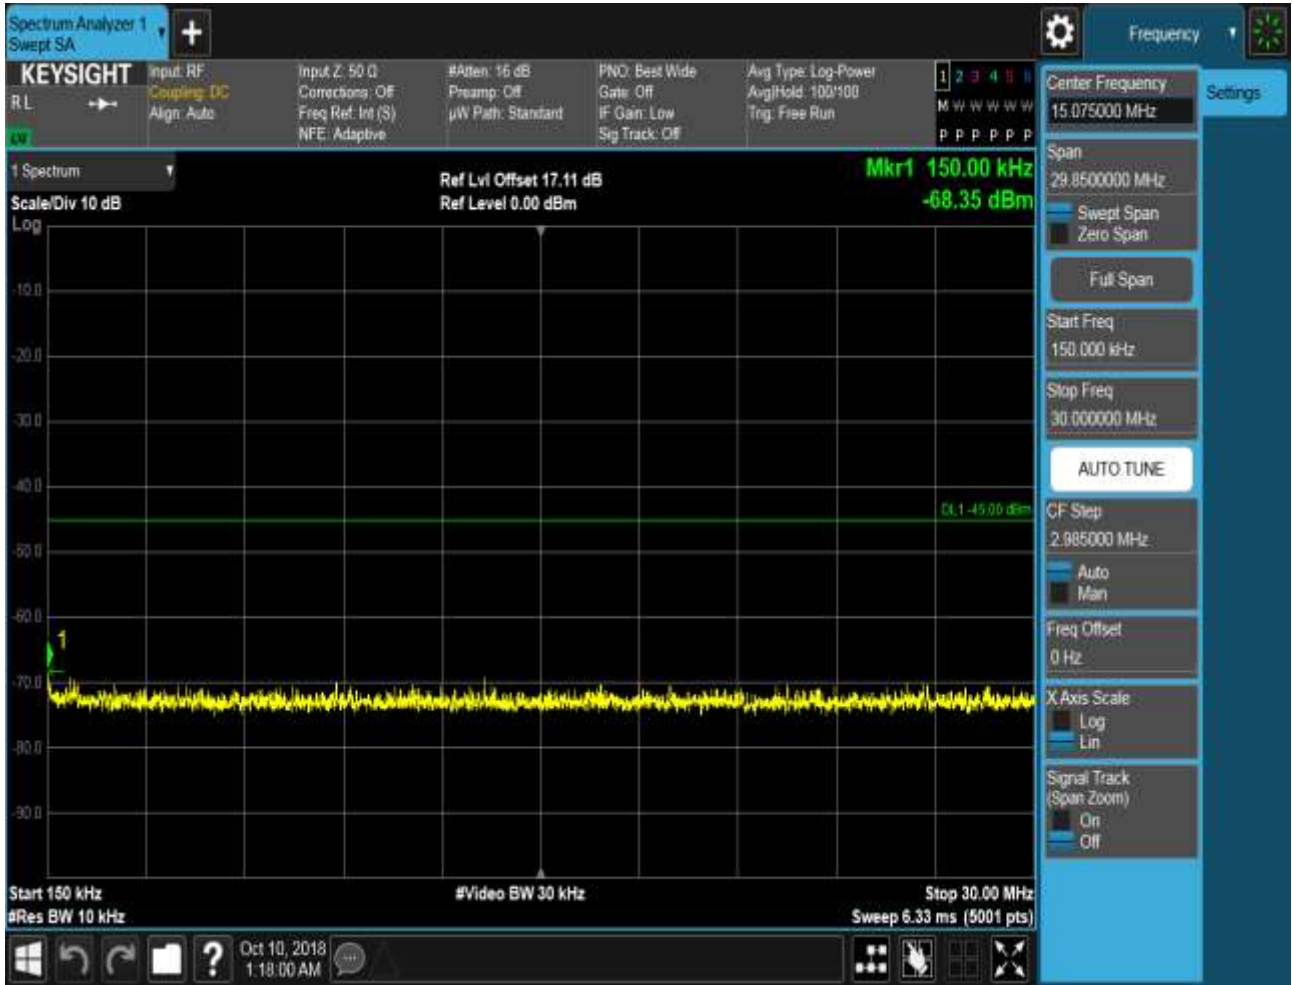 Spectrum Analyzer 1
Swept SA
Frequency
KEYSIGHT
R L
LXI
Input: RF
Coupling: DC
Align: Auto
Input Z: 50 Ω
Corrections: Off
Freq Ref: Int (S)
NFE: Adaptive
#Atten: 16 dB
Preamp: Off
µW Path: Standard
PNO: Best Wide
Gate: Off
IF Gain: Low
Sig Track: Off
Avg Type: Log-Power
Avg|Hold: 100/100
Trig: Free Run
1 2 3 4 5 6
M W W W W W
P P P P P P
1 Spectrum
Scale/Div 10 dB
Log
Ref Lvl Offset 17.11 dB
Ref Level 0.00 dBm
Mkr1 150.00 kHz
-68.35 dBm
-10.0
-20.0
-30.0
-40.0
-50.0
-60.0
-70.0
-80.0
-90.0
DL1 -45.00 dBm
1
Start 150 kHz
#Res BW 10 kHz
#Video BW 30 kHz
Stop 30.00 MHz
Sweep 6.33 ms (5001 pts)
Oct 10, 2018
1:18:00 AM
Center Frequency
15.075000 MHz
Settings
Span
29.8500000 MHz
Swept Span
Zero Span
Full Span
Start Freq
150.000 kHz
Stop Freq
30.000000 MHz
AUTO TUNE
CF Step
2.985000 MHz
Auto
Man
Freq Offset
0 Hz
X Axis Scale
Log
Lin
Signal Track
(Span Zoom)
On
Off